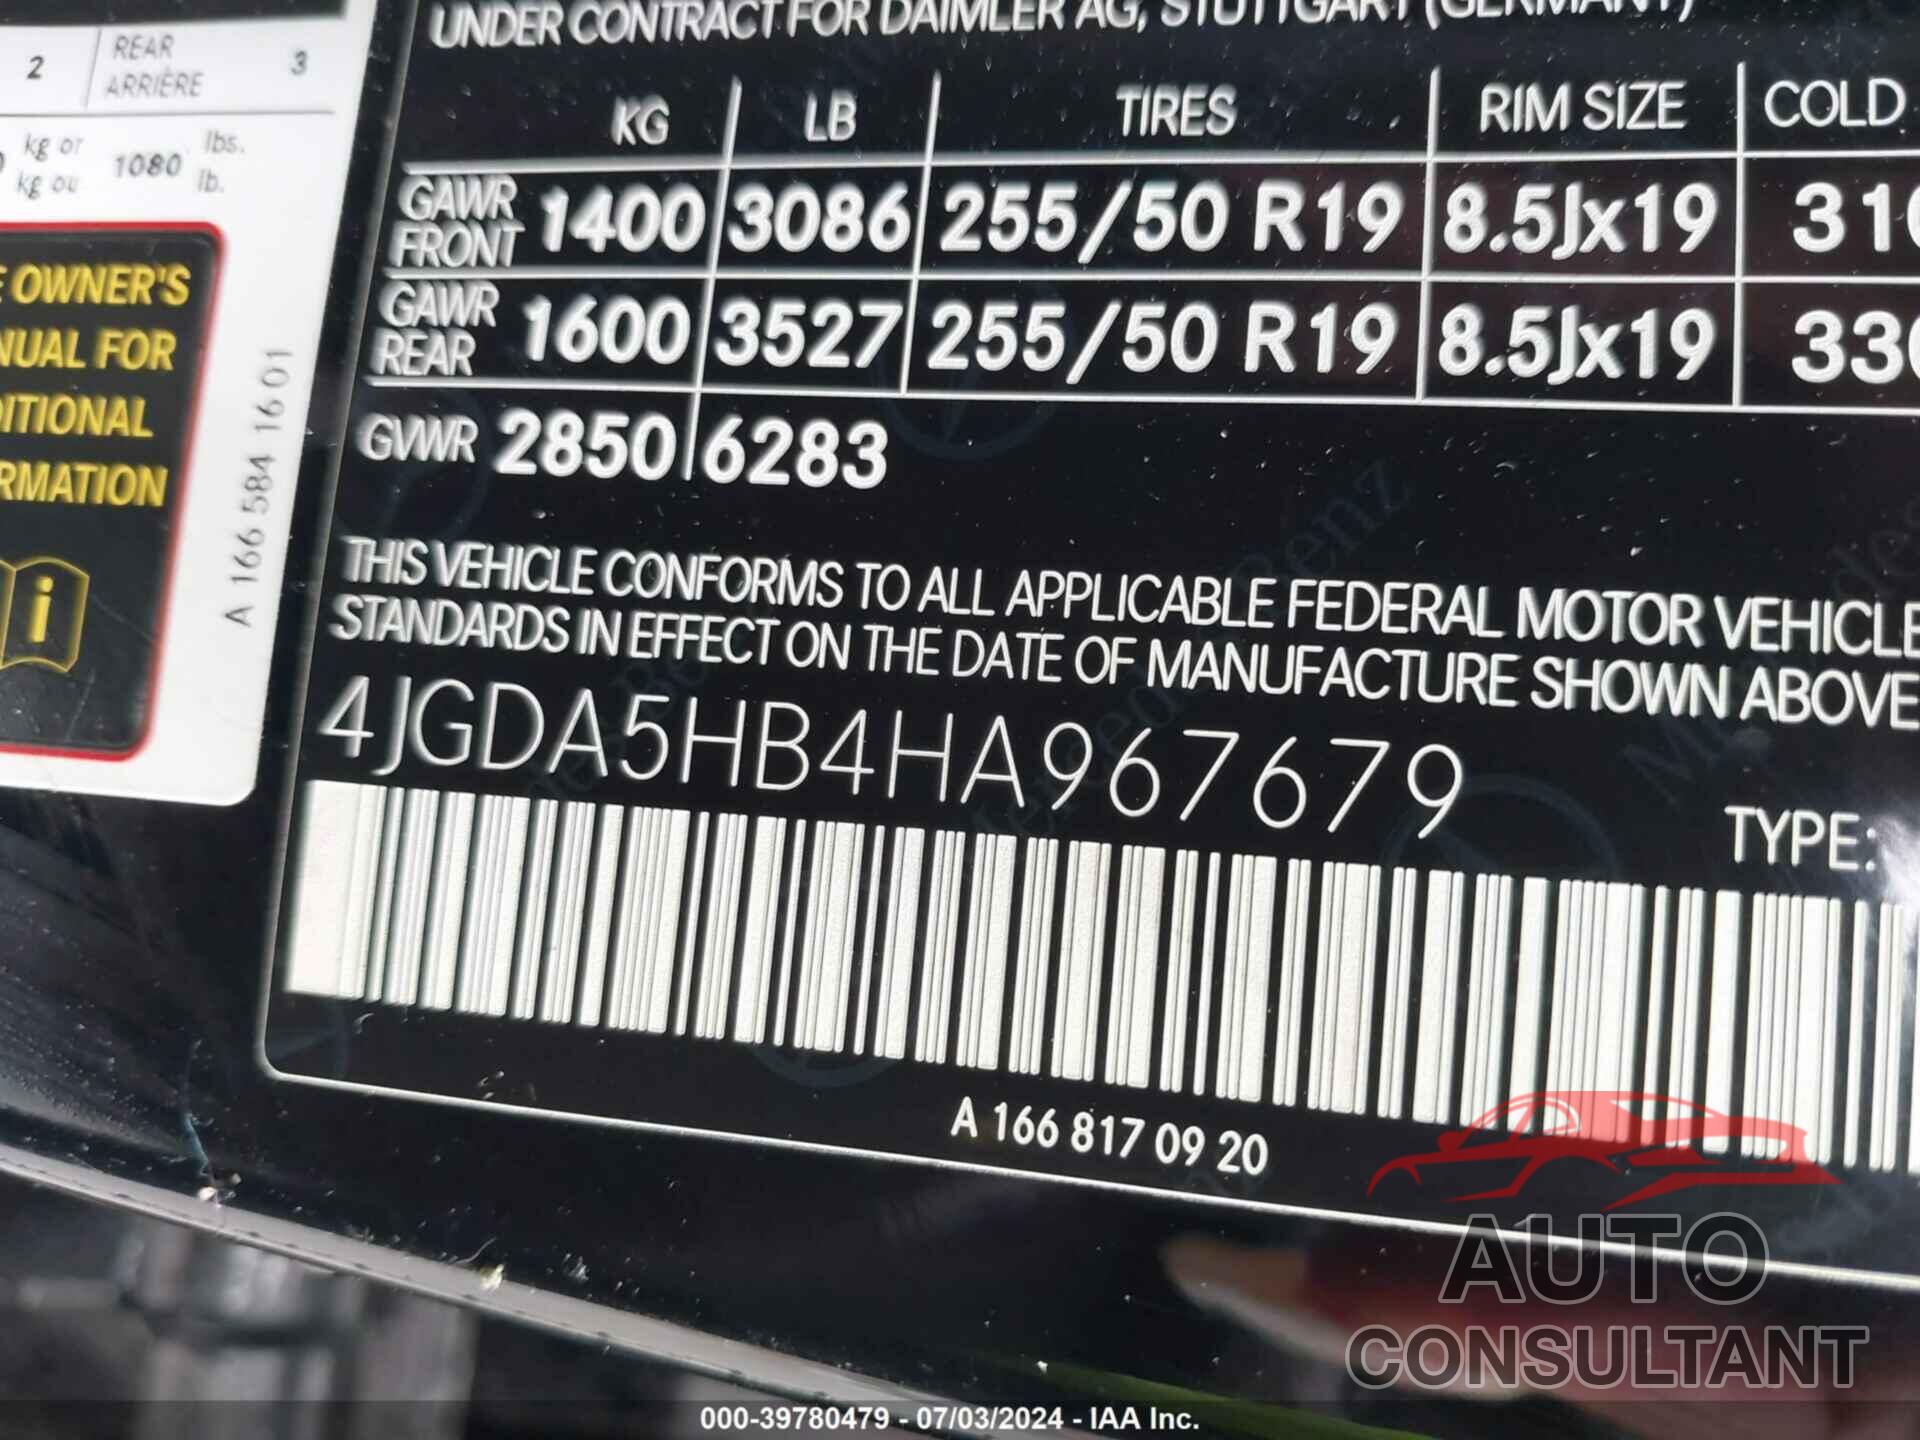 UNDER CONTRACT FOR DAIMLER AG, STUTTGART (GERMANY)
2 REAR 3
ARRIÈRE
kg or 1080 lbs.
kg ou lb.
OWNER'S
FOR
A 166 584 16 01
KG LB TIRES RIM SIZE COLD
GAWR FRONT 1400 3086 255/50 R19 8.5Jx19
GAWR REAR 1600 3527 255/50 R19 8.5Jx19
GVWR 2850 6283
THIS VEHICLE CONFORMS TO ALL APPLICABLE FEDERAL MOTOR VEHICLE
STANDARDS IN EFFECT ON THE DATE OF MANUFACTURE SHOWN ABOVE
4JGDA5HB4HA967679
TYPE:
A 166 817 09 20
AUTO
CONSULTANT
000-39780479 - 07/03/2024 - IAA Inc.